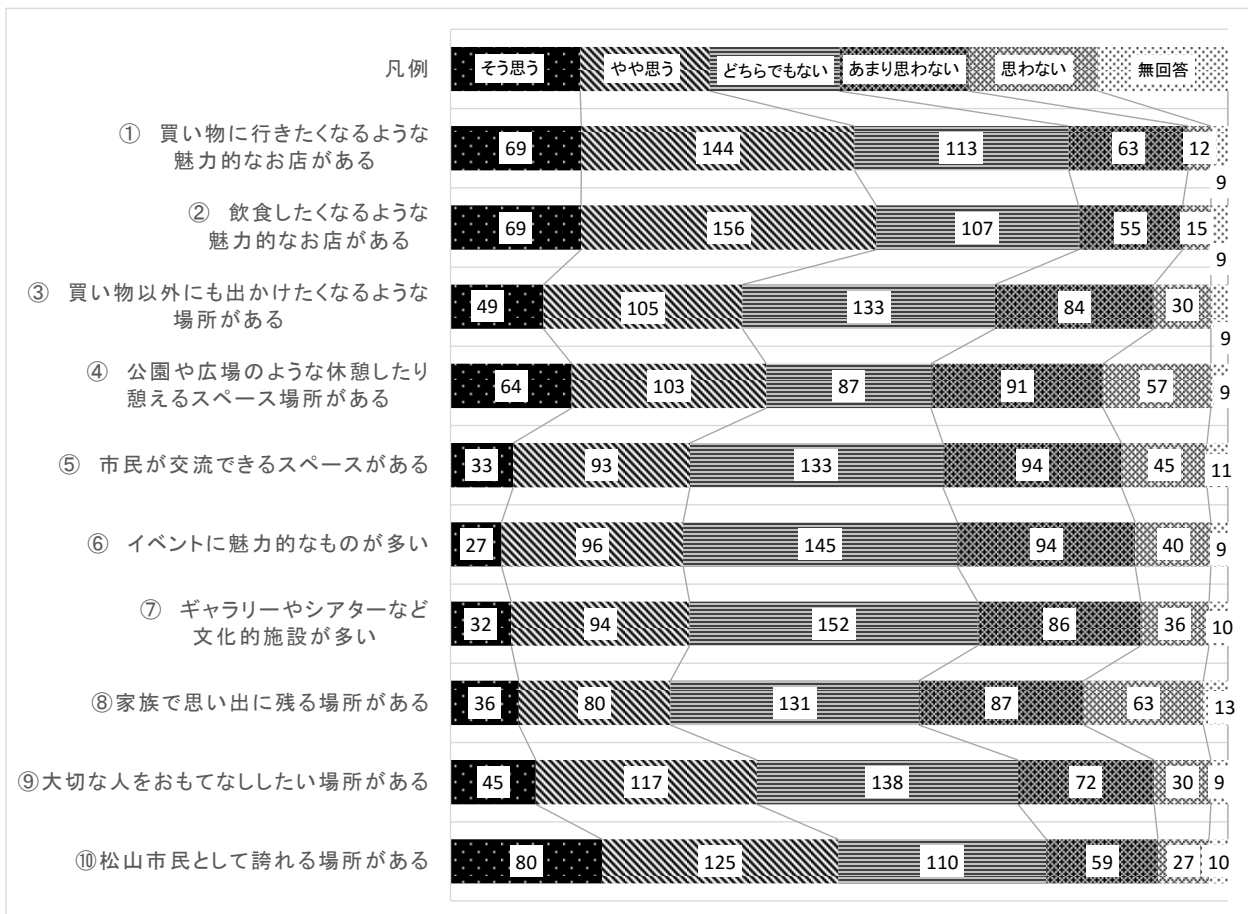 凡例
そう思う
やや思う
どちらでもない
あまり思わない
思わない
無回答
① 買い物に行きたくなるような
魅力的なお店がある
69
144
113
63
12
9
② 飲食したくなるような
魅力的なお店がある
69
156
107
55
15
9
③ 買い物以外にも出かけたくなるような
場所がある
49
105
133
84
30
9
④ 公園や広場のような休憩したり
憩えるスペース場所がある
64
103
87
91
57
9
⑤ 市民が交流できるスペースがある
33
93
133
94
45
11
⑥ イベントに魅力的なものが多い
27
96
145
94
40
9
⑦ ギャラリーやシアターなど
文化的施設が多い
32
94
152
86
36
10
⑧家族で思い出に残る場所がある
36
80
131
87
63
13
⑨大切な人をおもてなししたい場所がある
45
117
138
72
30
9
⑩松山市民として誇れる場所がある
80
125
110
59
27
10